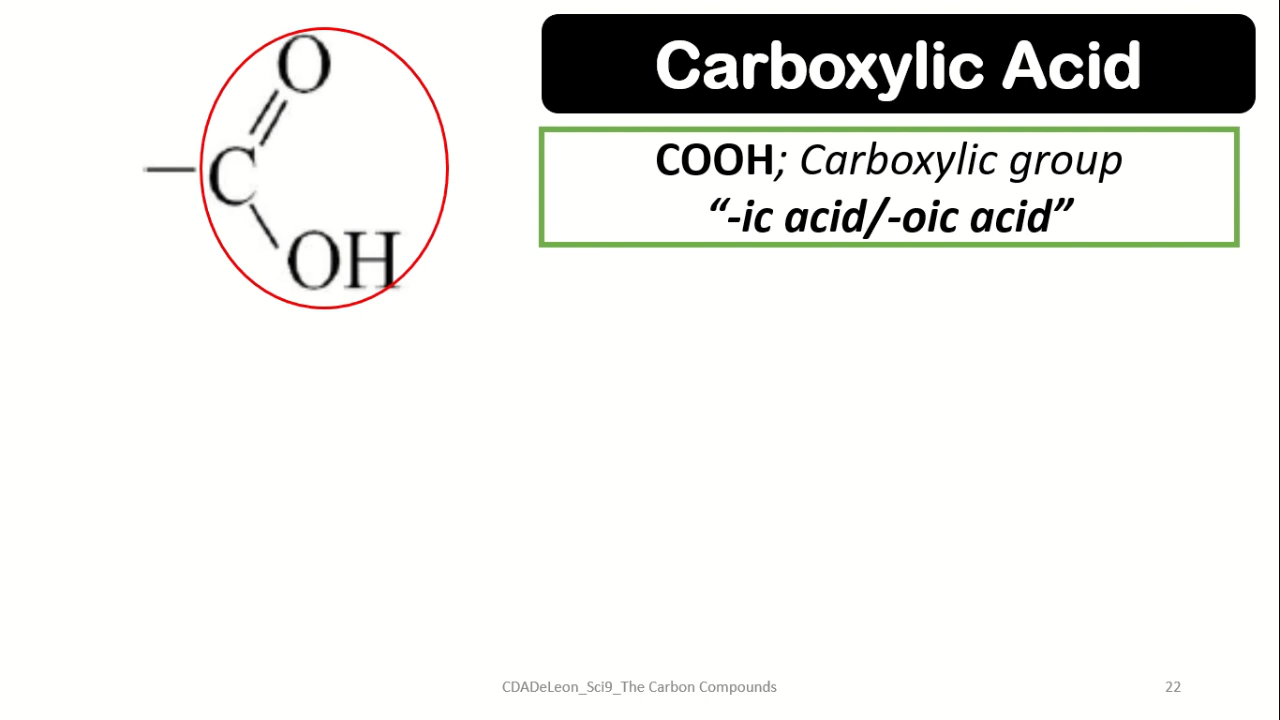 O
C
OH
Carboxylic Acid
COOH; Carboxylic group
“-ic acid/-oic acid”
CDADeLeon_Sci9_The Carbon Compounds
22